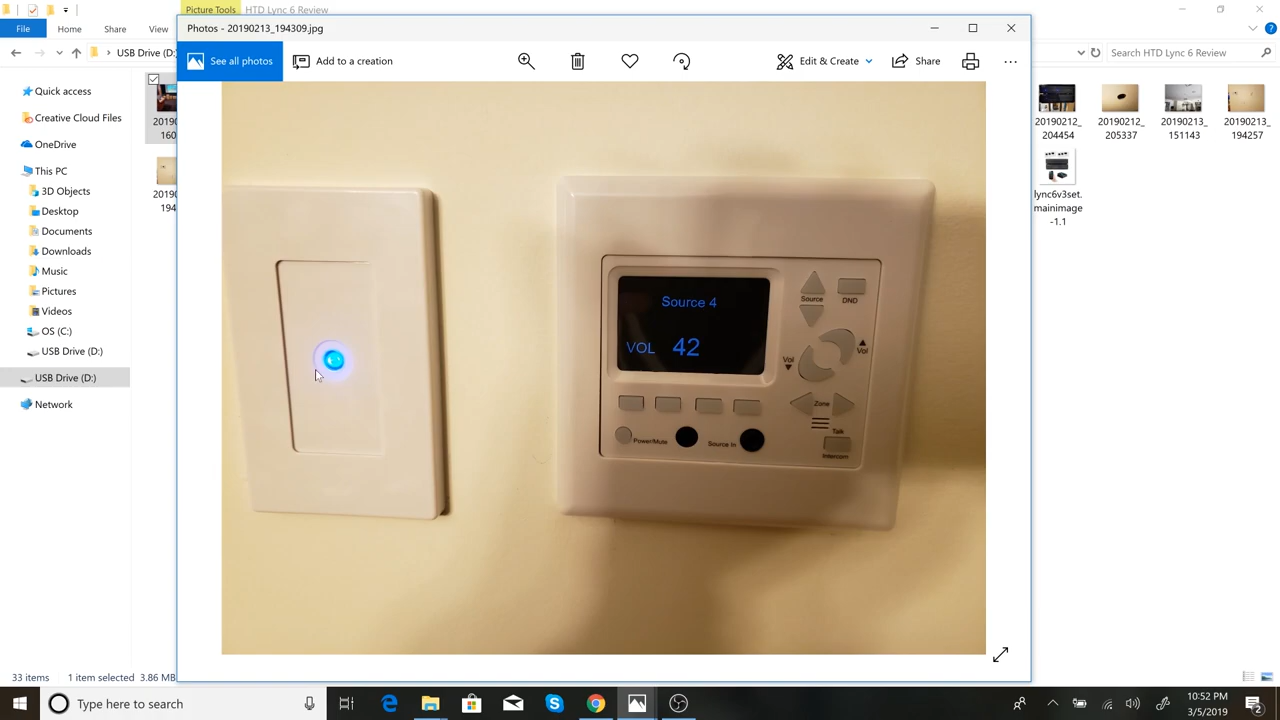 Picture Tools
HTD Lync 6 Review
File
Home
Share
View
USB Drive (D:
Search HTD Lync 6 Review
Photos - 20190213_194309.jpg
See all photos
Add to a creation
Edit & Create
Share
Quick access
Creative Cloud Files
OneDrive
This PC
3D Objects
Desktop
Documents
Downloads
Music
Pictures
Videos
OS (C:)
USB Drive (D:)
USB Drive (D:)
Network
2019
160
2019
194
Source 4
VOL 42
Source
DND
Vol
Vol
Zone
Talk
Intercom
Power/Mute
Source In
20190212_
204454
20190212_
205337
20190213_
151143
20190213_
194257
lync6v3set.
mainimage
-1.1
33 items
1 item selected 3.86 MB
Type here to search
10:52 PM
3/5/2019
2